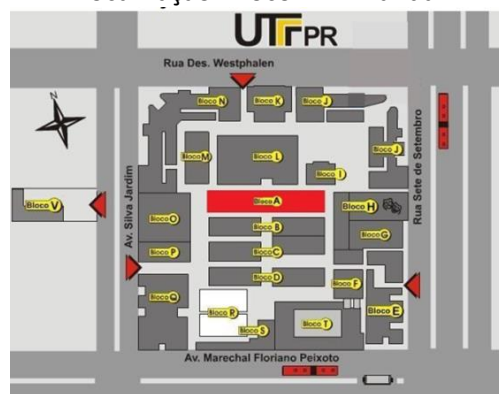 UTFPR
Rua Des. Westphalen
Bloco N
Bloco K
Bloco J
Bloco J
Bloco M
Bloco L
Bloco I
N
Bloco V
Av. Silva Jardim
Rua Sete de Setembro
Bloco A
Bloco H
Bloco O
Bloco B
Bloco G
Bloco P
Bloco C
Bloco D
Bloco F
Bloco Q
Bloco R
Bloco E
Bloco S
Bloco T
Av. Marechal Floriano Peixoto